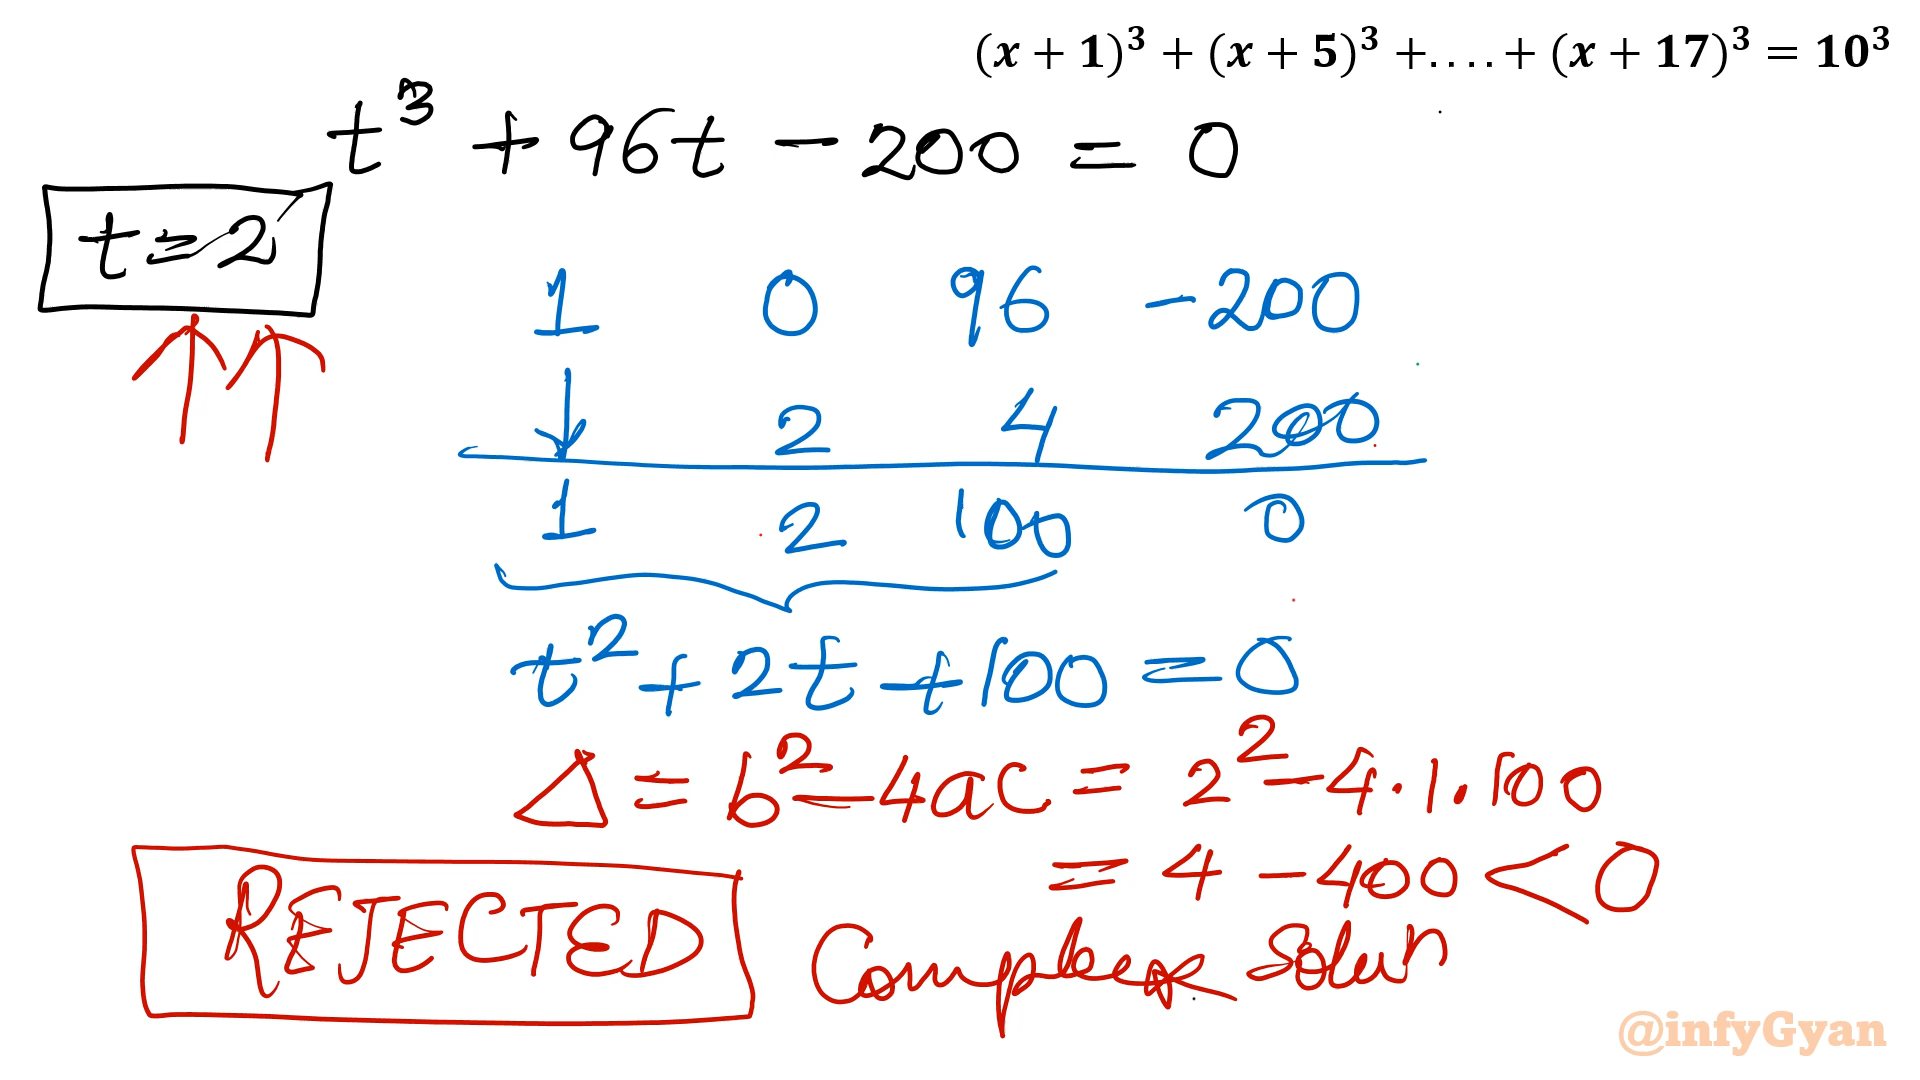 (x + 1)³ + (x + 5)³ +....+ (x + 17)³ = 10³
t³ + 96t - 200 = 0
t = 2
1 0 96 -200
2 4 200
1 2 100 0
t² + 2t + 100 = 0
Δ = b² - 4ac = 2² - 4.1.100
= 4 - 400 < 0
REJECTED
Complex Solun
@infyGyan